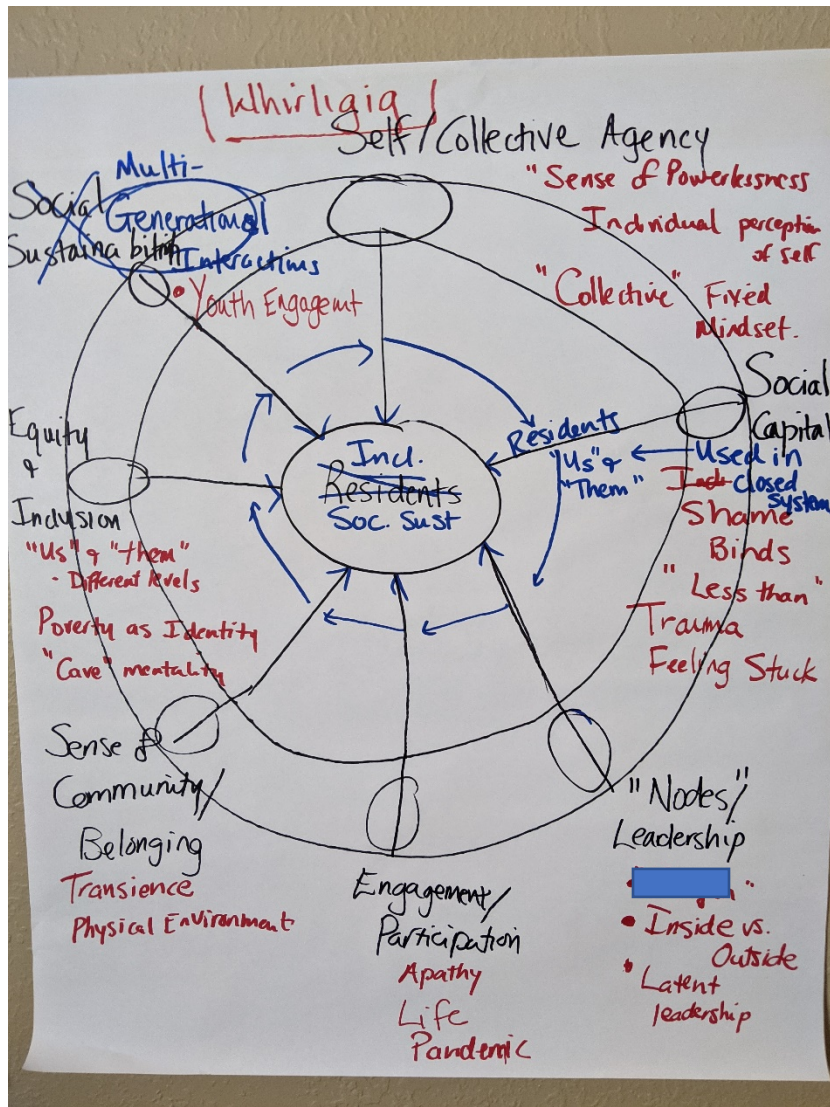 Whirligig
Self/Collective Agency
"Sense of Powerlessness
Individual perception
of self
"Collective" Fixed
Mindset.
Multi-
Generational
Interactions
Social
Sustainability
• Youth Engagemt
Social
Capital
Used in
closed
system
Shame
Binds
"Less than"
Trauma
Feeling Stuck
Residents
"Us" &
"Them"
Incl.
Residents
Soc. Sust
Equity
&
Inclusion
"Us" & "them"
- Different levels
Poverty as Identity
"Cave" mentality
Sense of
Community/
Belonging
Transience
Physical Environment
Engagement/
Participation
Apathy
Life
Pandemic
"Nodes"/
Leadership
• Inside vs.
Outside
• Latent
leadership